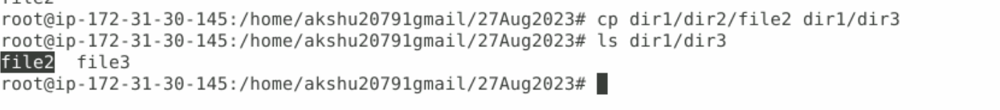 file2
root@ip-172-31-30-145:/home/akshu20791gmail/27Aug2023# cp dir1/dir2/file2 dir1/dir3
root@ip-172-31-30-145:/home/akshu20791gmail/27Aug2023# ls dir1/dir3
file2  file3
root@ip-172-31-30-145:/home/akshu20791gmail/27Aug2023#